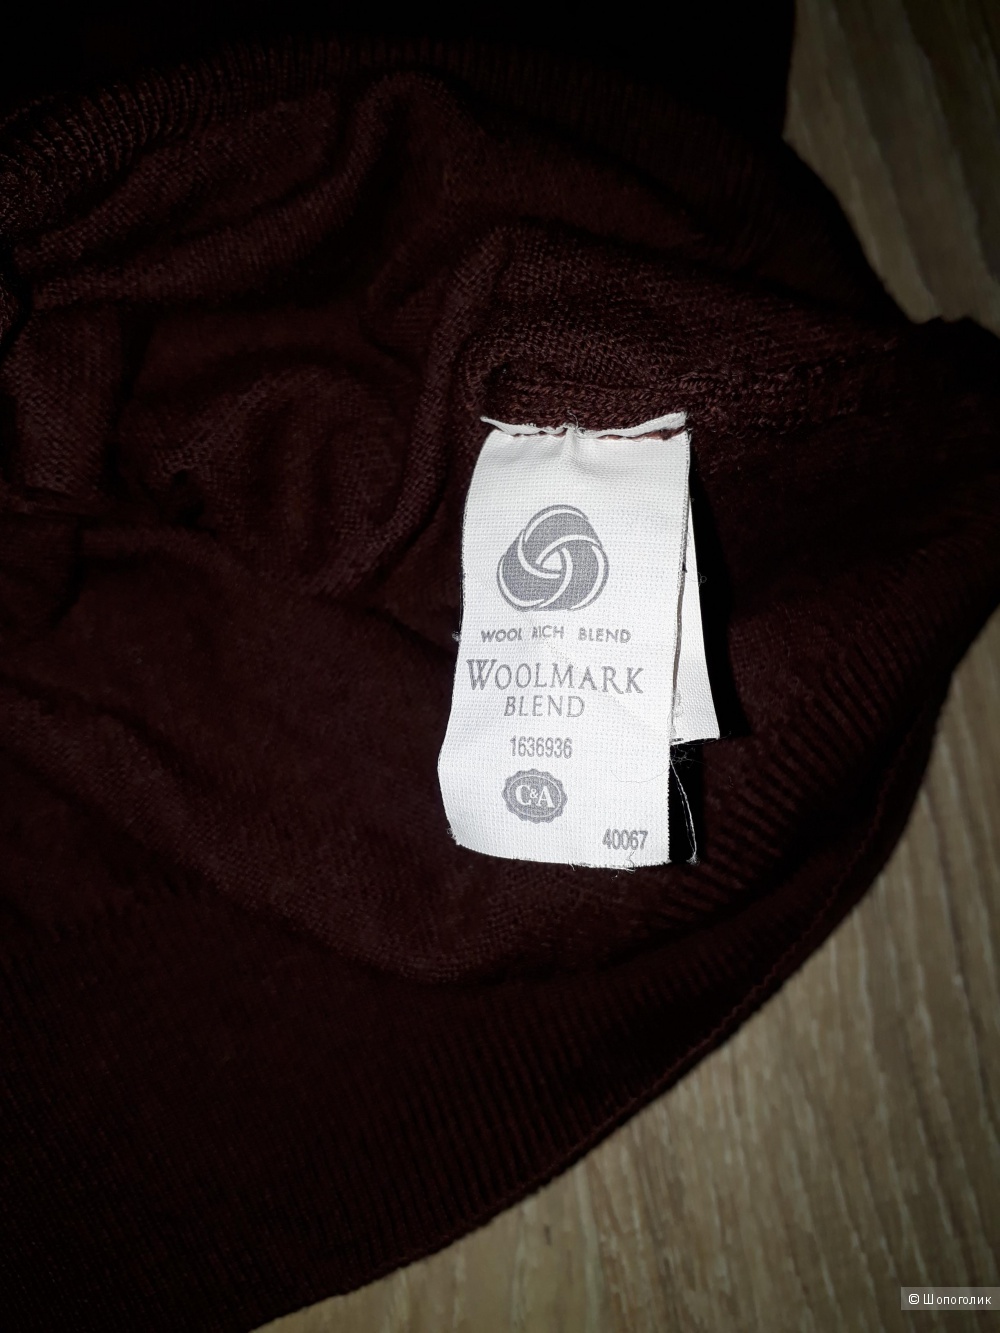 WOOL RICH BLEND
WOOLMARK
BLEND
1636936
C&A
40067
© Шопоголик